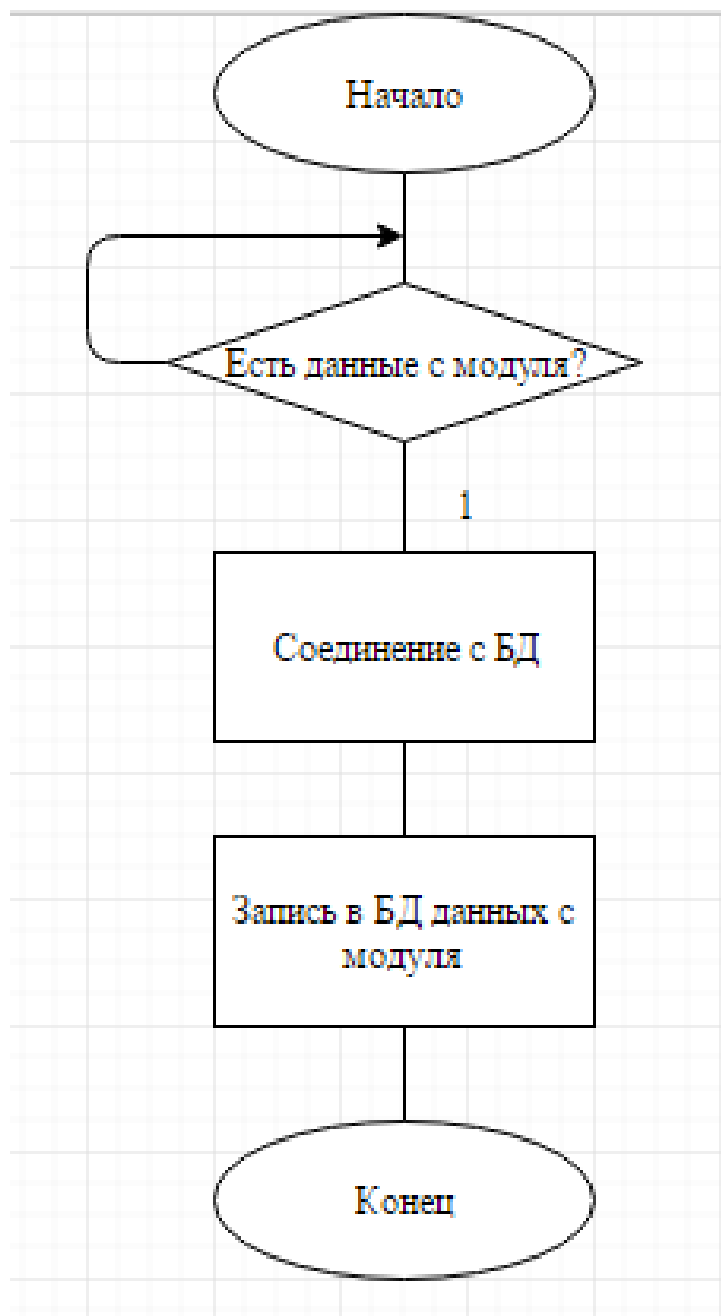 Начало
Есть данные с модуля?
1
Соединение с БД
Запись в БД данных с
модуля
Конец